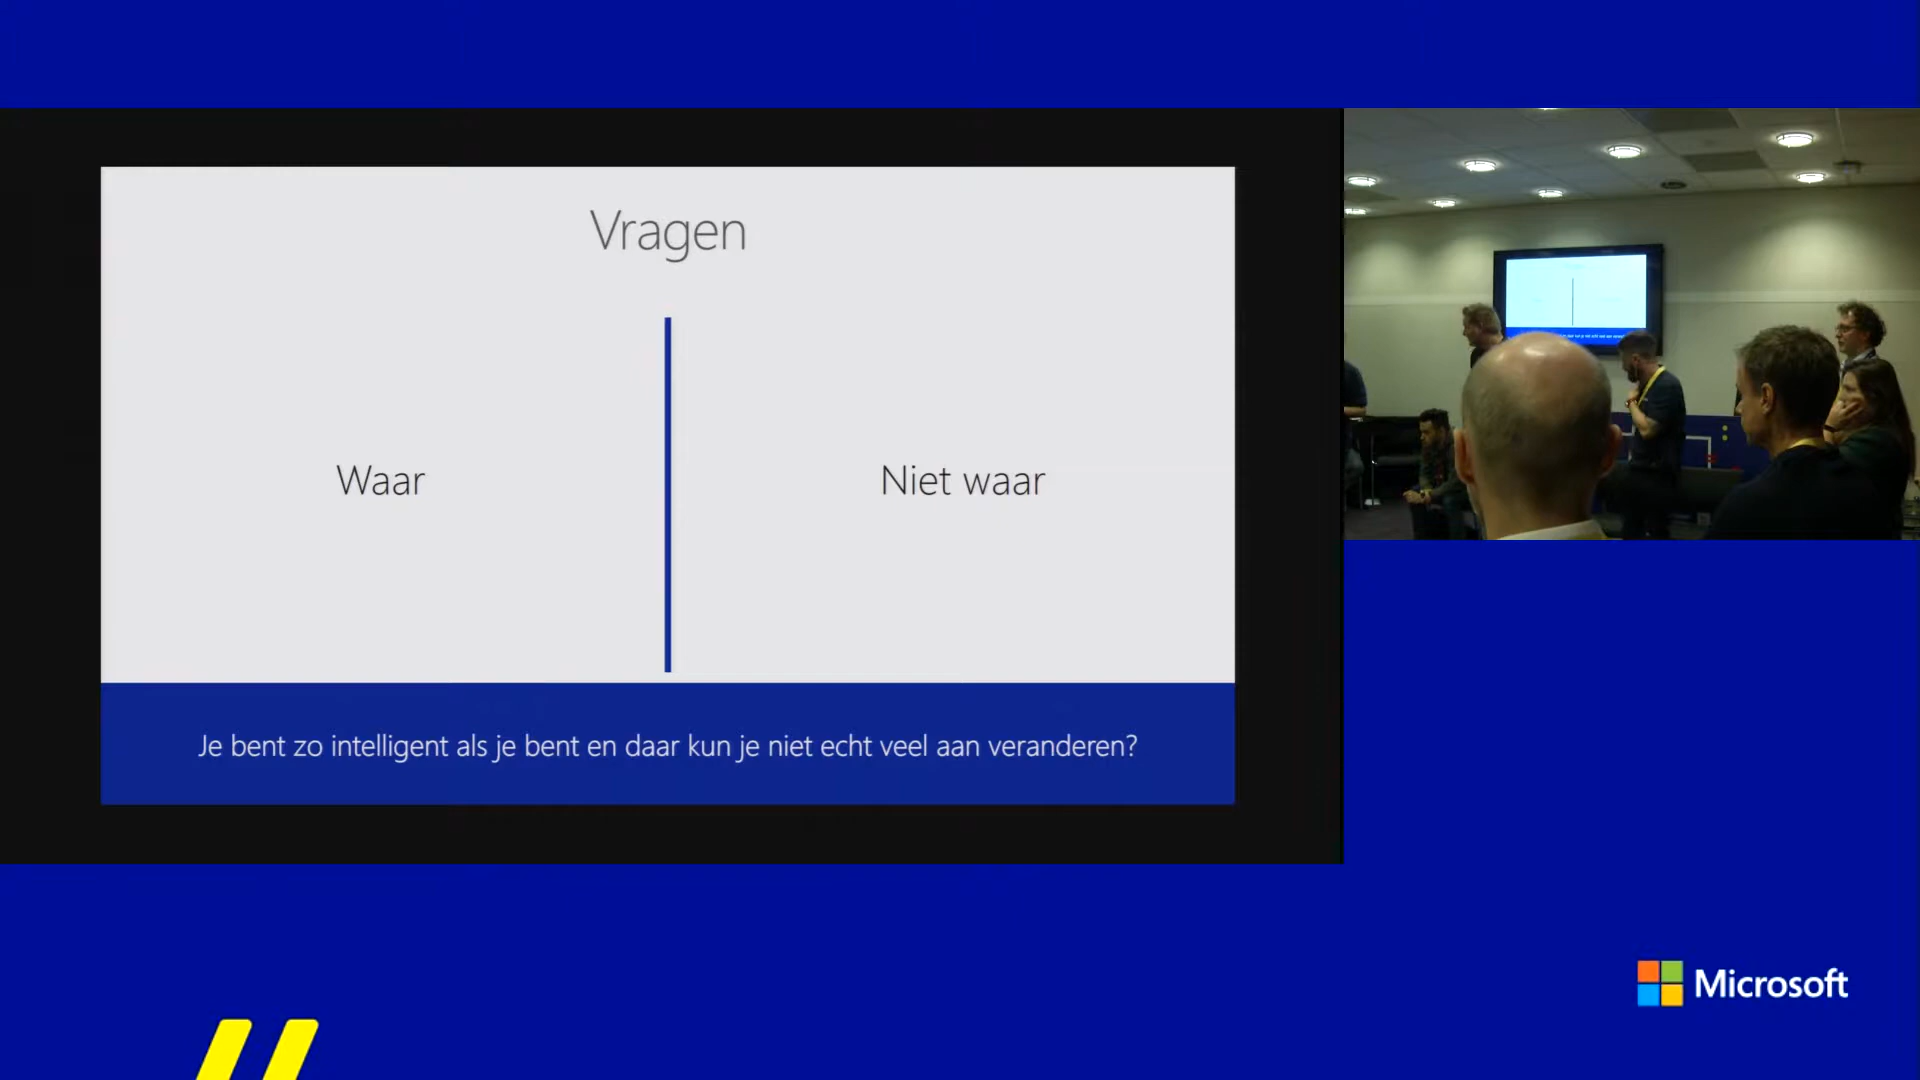 Vragen
Waar
Niet waar
Je bent zo intelligent als je bent en daar kun je niet echt veel aan veranderen?
Microsoft